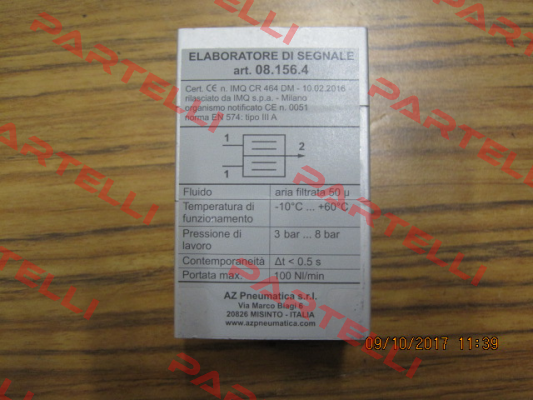 ELABORATORE DI SEGNALE
art. 08.156.4
Cert. CE n. IMQ CR 464 DM - 10.02.2016
rilasciato da IMQ s.p.a. - Milano
organismo notificato CE n. 0051
norma EN 574: tipo III A
1
2
1
Fluido aria filtrata 50 µ
Temperatura di funzionamento -10°C ... +60°C
Pressione di lavoro 3 bar ... 8 bar
Contemporaneità Δt < 0.5 s
Portata max. 100 Nl/min
AZ Pneumatica s.r.l.
Via Marco Biagi 6
20826 MISINTO - ITALIA
www.azpneumatica.com
09/10/2017 11:39
PARTELLI
PARTELLI
PARTELLI
PARTELLI
PARTELLI